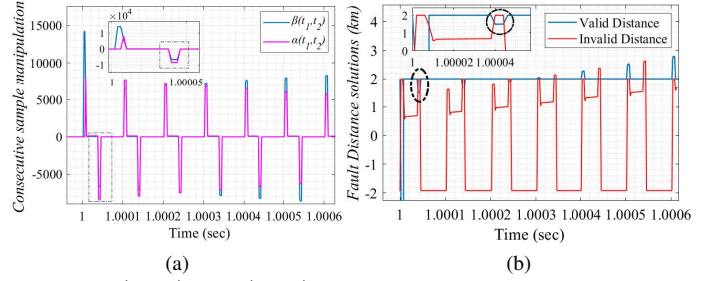 Consecutive sample manipulation
15000
10000
5000
0
-5000
×10⁴
1
0
-1
1
1.00005
β(t₁,t₂)
α(t₁,t₂)
1 1.0001 1.0002 1.0003 1.0004 1.0005 1.0006
Time (sec)
(a)
Fault Distance solutions (km)
4
3
2
1
0
-1
-2
2
1
0
1
1.00002 1.00004
Valid Distance
Invalid Distance
1 1.0001 1.0002 1.0003 1.0004 1.0005 1.0006
Time (sec)
(b)